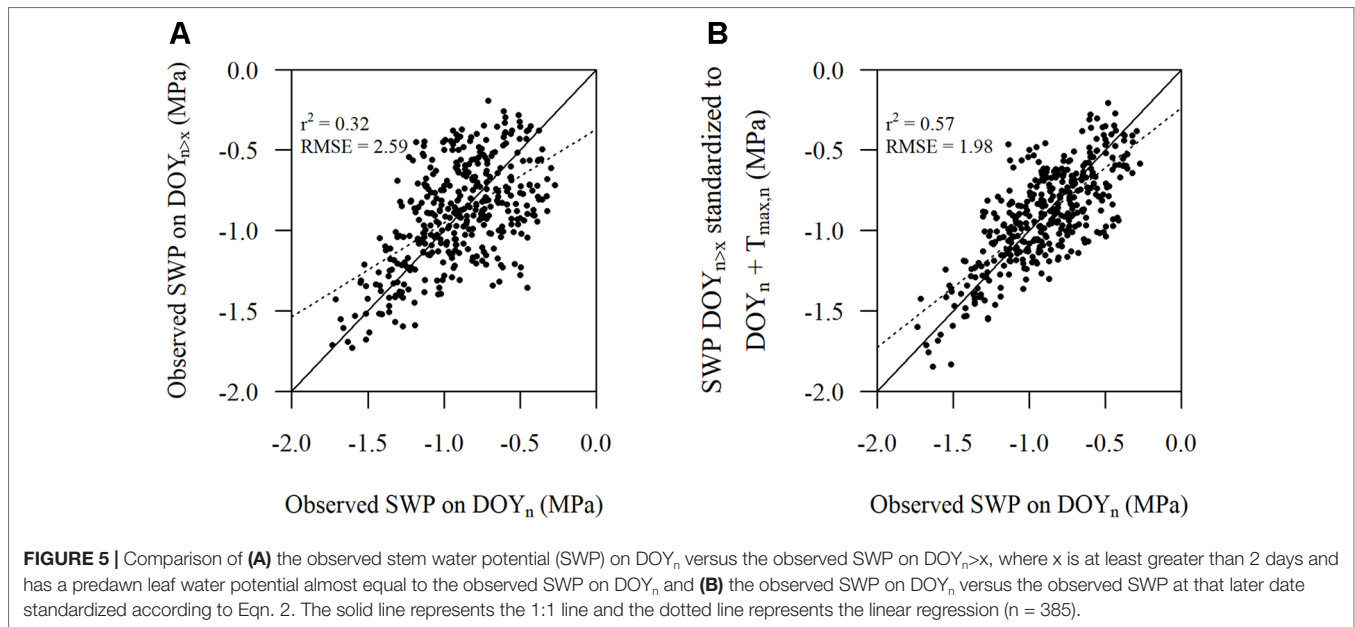 A
Observed SWP on DOYn>x (MPa)
0.0
-0.5
-1.0
-1.5
-2.0
r² = 0.32
RMSE = 2.59
-2.0 -1.5 -1.0 -0.5 0.0
Observed SWP on DOYn (MPa)
B
SWP DOYn>x standardized to
DOYn + Tmax,n (MPa)
0.0
-0.5
-1.0
-1.5
-2.0
r² = 0.57
RMSE = 1.98
-2.0 -1.5 -1.0 -0.5 0.0
Observed SWP on DOYn (MPa)
FIGURE 5 | Comparison of (A) the observed stem water potential (SWP) on DOYn versus the observed SWP on DOYn>x, where x is at least greater than 2 days and
has a predawn leaf water potential almost equal to the observed SWP on DOYn and (B) the observed SWP on DOYn versus the observed SWP at that later date
standardized according to Eqn. 2. The solid line represents the 1:1 line and the dotted line represents the linear regression (n = 385).